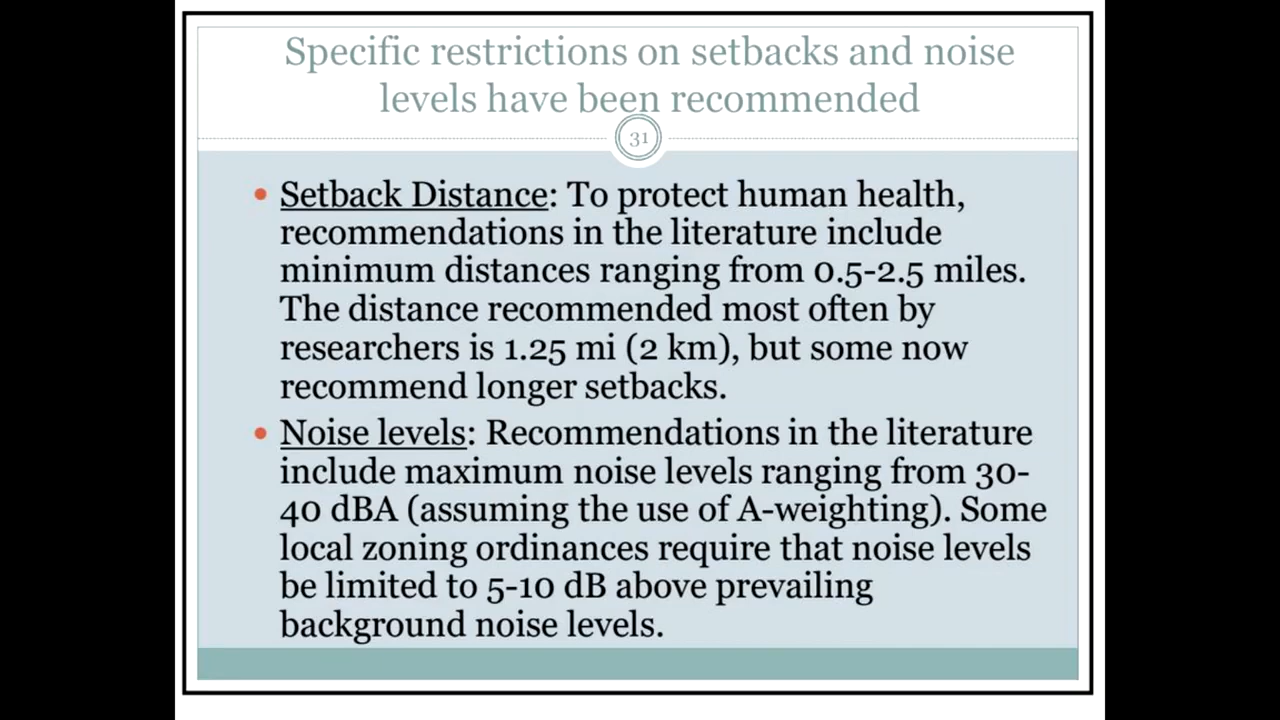 Specific restrictions on setbacks and noise
levels have been recommended
31
• Setback Distance: To protect human health,
recommendations in the literature include
minimum distances ranging from 0.5-2.5 miles.
The distance recommended most often by
researchers is 1.25 mi (2 km), but some now
recommend longer setbacks.
• Noise levels: Recommendations in the literature
include maximum noise levels ranging from 30-
40 dBA (assuming the use of A-weighting). Some
local zoning ordinances require that noise levels
be limited to 5-10 dB above prevailing
background noise levels.